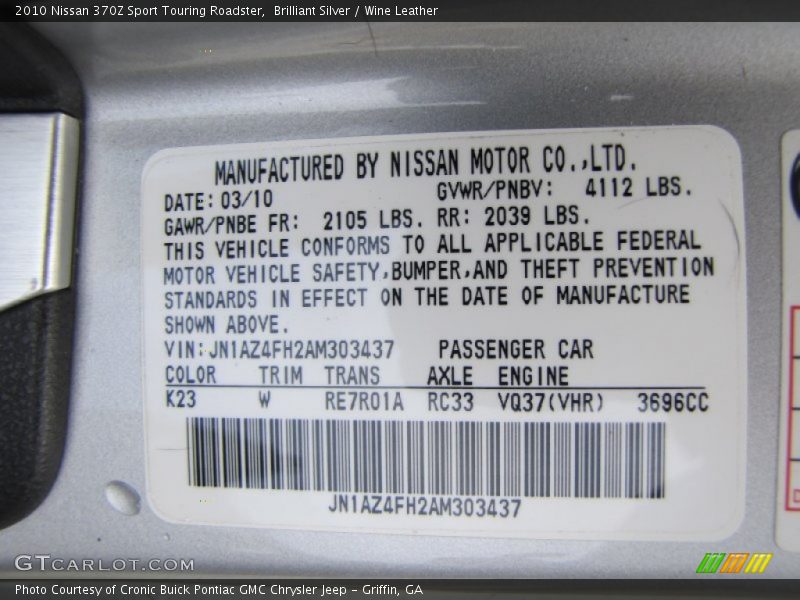 2010 Nissan 370Z Sport Touring Roadster,  Brilliant Silver / Wine Leather
MANUFACTURED BY NISSAN MOTOR CO.,LTD.
DATE: 03/10 GVWR/PNBV: 4112 LBS.
GAWR/PNBE FR: 2105 LBS. RR: 2039 LBS.
THIS VEHICLE CONFORMS TO ALL APPLICABLE FEDERAL
MOTOR VEHICLE SAFETY,BUMPER,AND THEFT PREVENTION
STANDARDS IN EFFECT ON THE DATE OF MANUFACTURE
SHOWN ABOVE.
VIN:JN1AZ4FH2AM303437 PASSENGER CAR
COLOR TRIM TRANS AXLE ENGINE
K23 W RE7R01A RC33 VQ37(VHR) 3696CC
JN1AZ4FH2AM303437
GTCARLOT.COM
Photo Courtesy of Cronic Buick Pontiac GMC Chrysler Jeep - Griffin, GA